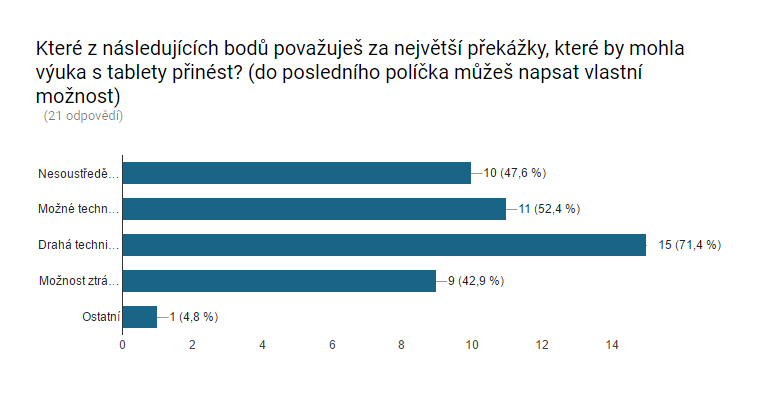 Které z následujících bodů považuješ za největší překážky, které by mohla
výuka s tablety přinést? (do posledního políčka můžeš napsat vlastní
možnost)
(21 odpovědí)
Nesoustředě… 10 (47,6 %)
Možné techn… 11 (52,4 %)
Drahá techni… 15 (71,4 %)
Možnost ztrá… 9 (42,9 %)
Ostatní 1 (4,8 %)
0 2 4 6 8 10 12 14